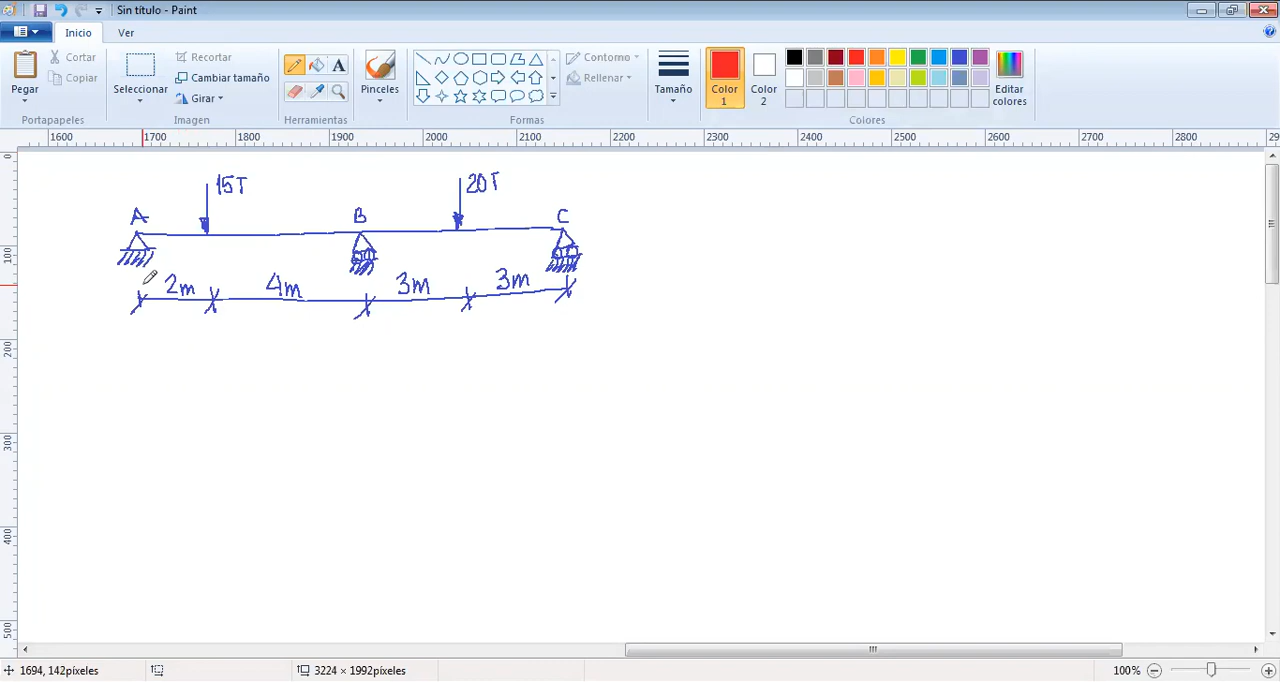 Sin título - Paint
Inicio Ver
Pegar
Cortar
Copiar
Portapapeles
Seleccionar
Recortar
Cambiar tamaño
Girar
Imagen
A
Herramientas
Pinceles
Contorno
Rellenar
Formas
Tamaño
Color
1
Color
2
Editar
colores
Colores
1600 1700 1800 1900 2000 2100 2200 2300 2400 2500 2600 2700 2800 29
0
100
200
300
400
500
15T 20T
A B C
2m 4m 3m 3m
1694, 142píxeles 3224 × 1992píxeles 100%